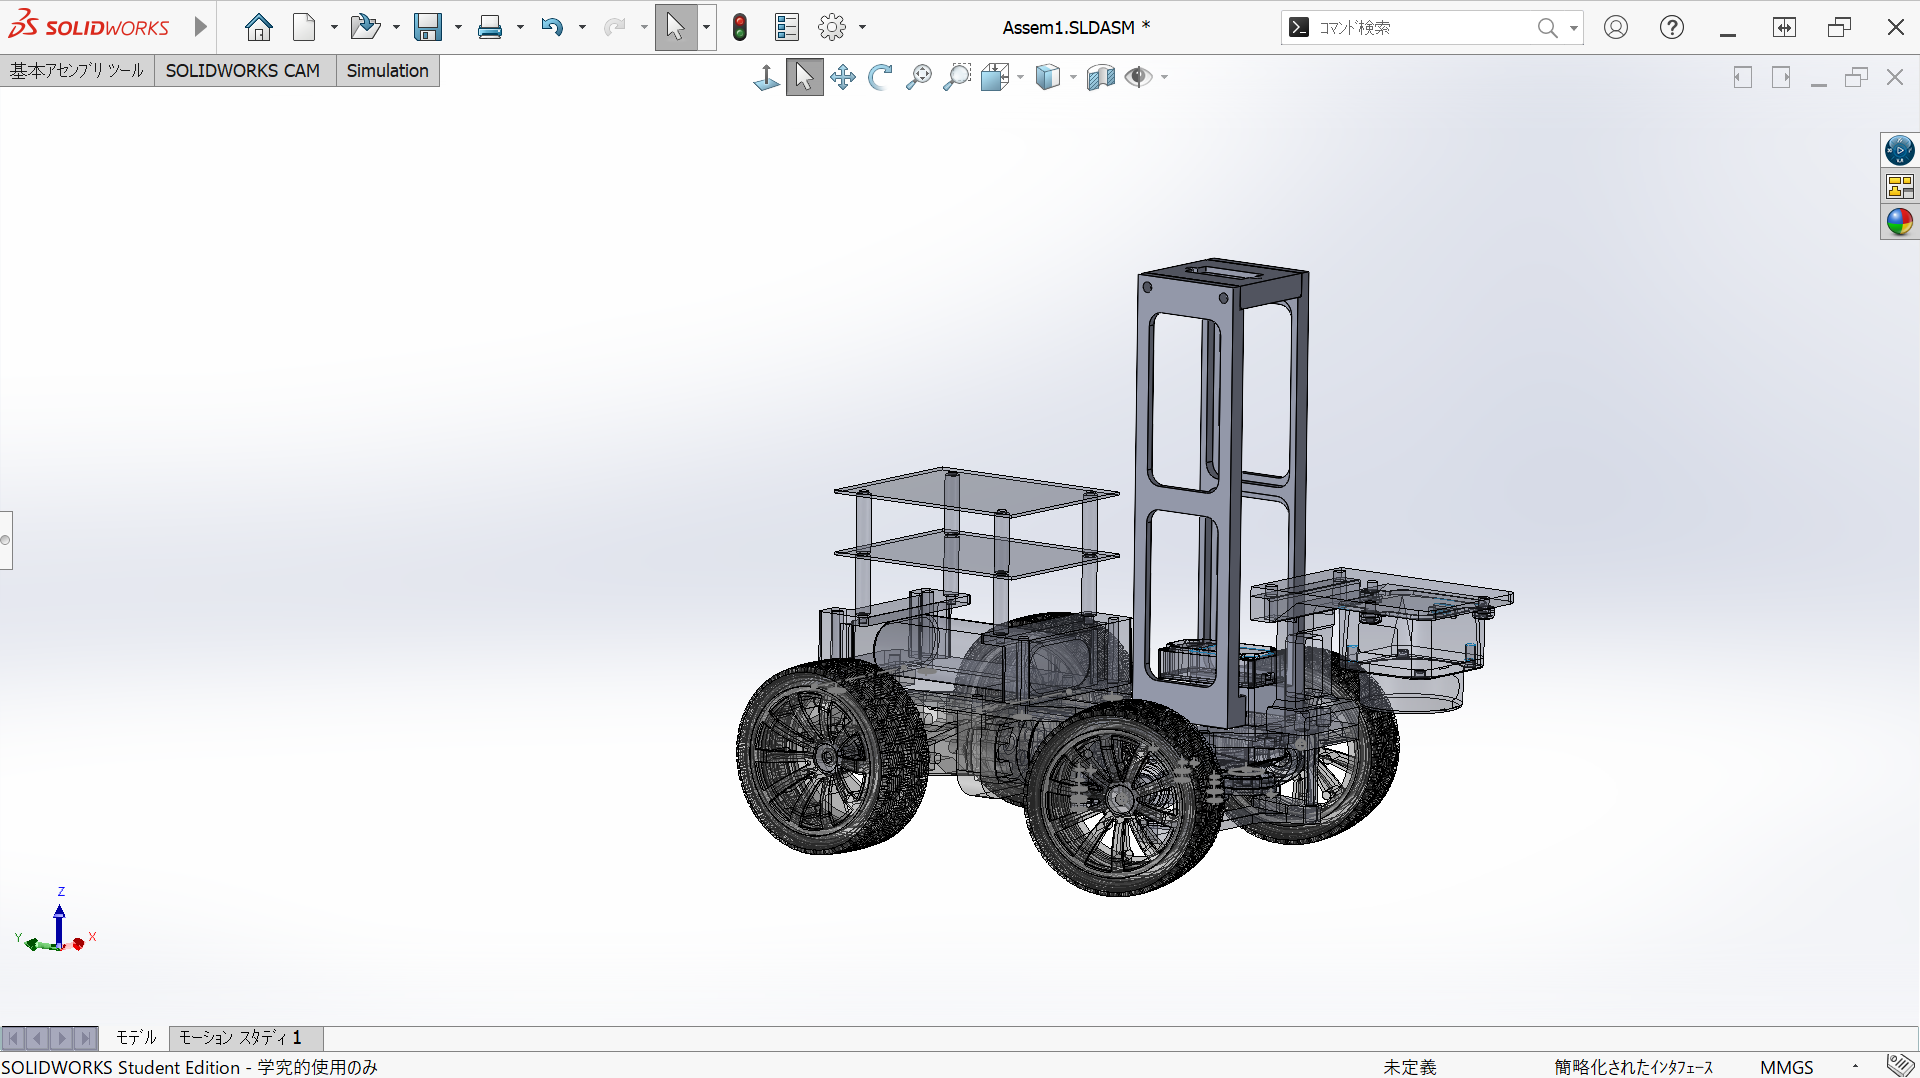 SOLIDWORKS
Assem1.SLDASM *
コマンド検索
基本アセンブリ ツール
SOLIDWORKS CAM
Simulation
Z
Y
X
モデル
モーション スタディ 1
SOLIDWORKS Student Edition - 学究的使用のみ
未定義
簡略化されたインタフェース
MMGS